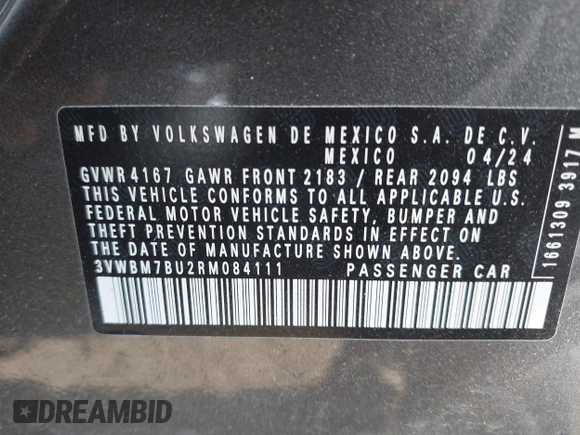 MFD BY VOLKSWAGEN DE MEXICO S.A. DE C.V.
MEXICO 04/24
GVWR 4167 GAWR FRONT 2183 / REAR 2094 LBS
THIS VEHICLE CONFORMS TO ALL APPLICABLE U.S.
FEDERAL MOTOR VEHICLE SAFETY, BUMPER AND
THEFT PREVENTION STANDARDS IN EFFECT ON
THE DATE OF MANUFACTURE SHOWN ABOVE.
3VWBM7BU2RM084111 PASSENGER CAR
1661309 3917 M
DREAMBID